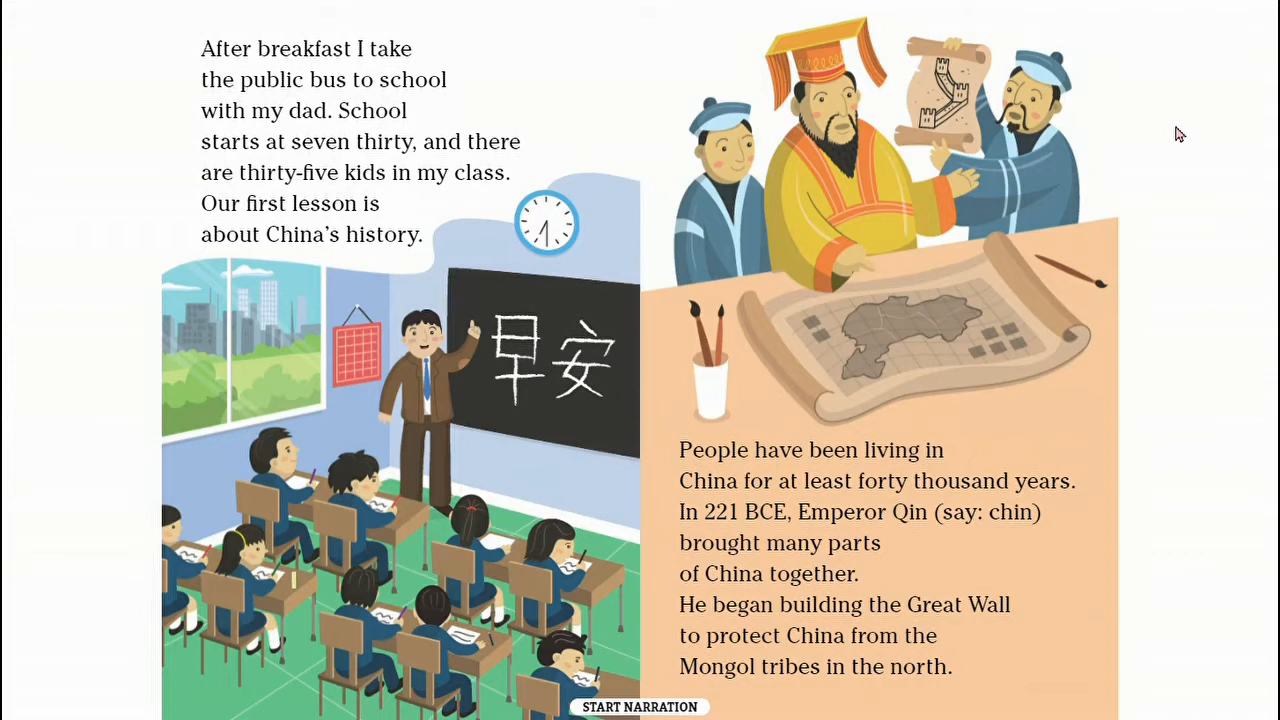 After breakfast I take
the public bus to school
with my dad. School
starts at seven thirty, and there
are thirty-five kids in my class.
Our first lesson is
about China’s history.
早安
People have been living in
China for at least forty thousand years.
In 221 BCE, Emperor Qin (say: chin)
brought many parts
of China together.
He began building the Great Wall
to protect China from the
Mongol tribes in the north.
START NARRATION